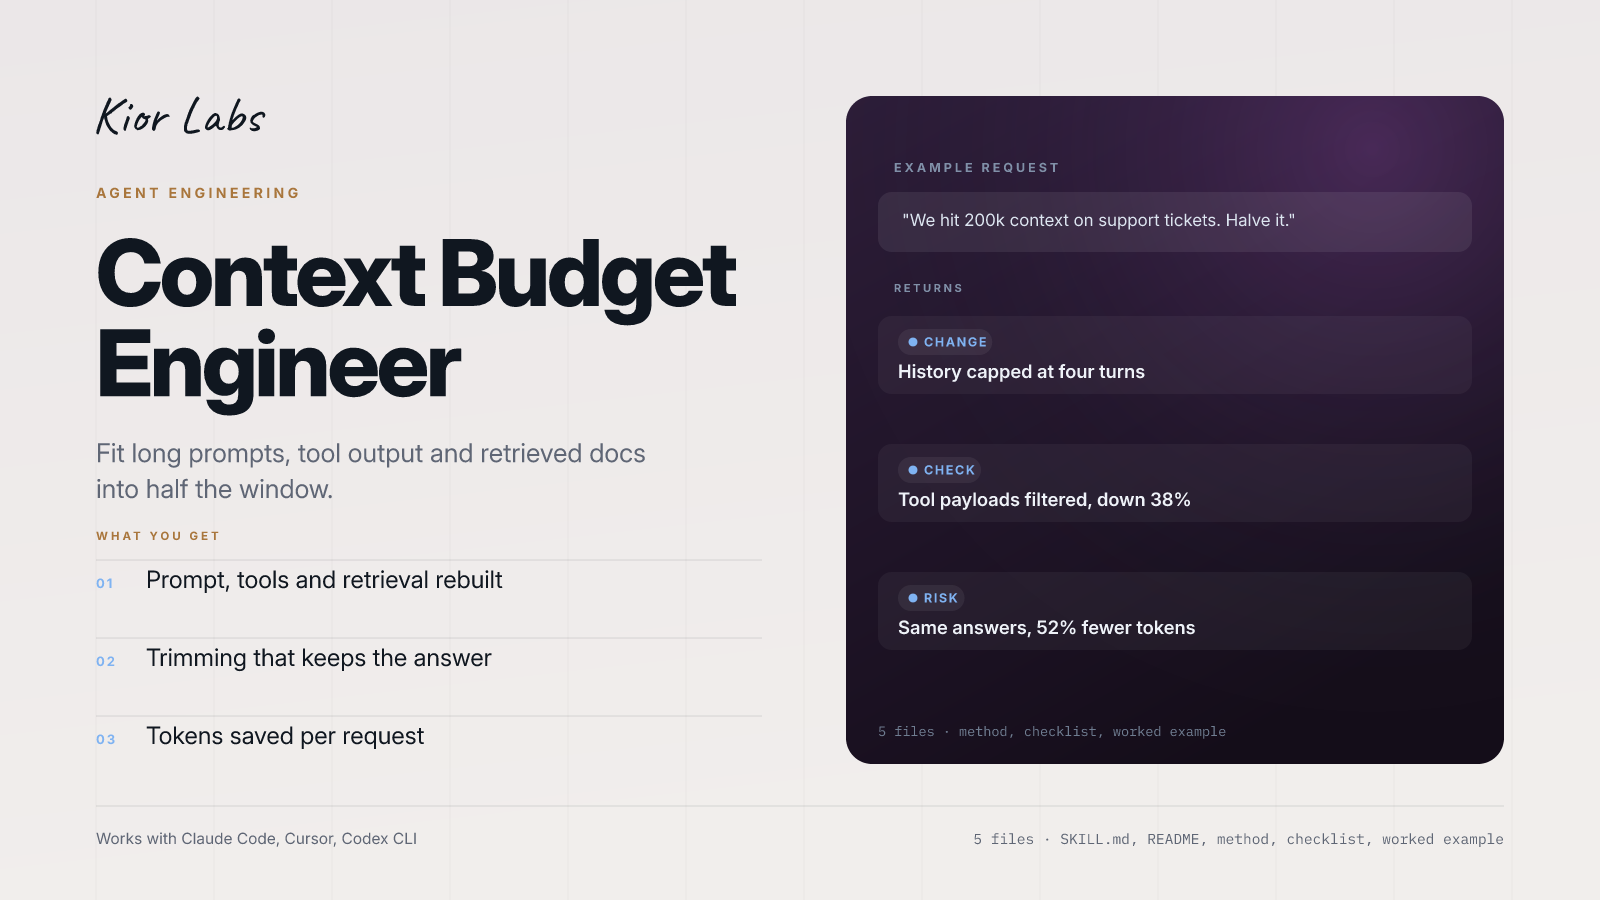 Kior Labs
AGENT ENGINEERING
Context Budget
Engineer
Fit long prompts, tool output and retrieved docs
into half the window.
WHAT YOU GET
01 Prompt, tools and retrieval rebuilt
02 Trimming that keeps the answer
03 Tokens saved per request
EXAMPLE REQUEST
"We hit 200k context on support tickets. Halve it."
RETURNS
CHANGE
History capped at four turns
CHECK
Tool payloads filtered, down 38%
RISK
Same answers, 52% fewer tokens
5 files · method, checklist, worked example
Works with Claude Code, Cursor, Codex CLI
5 files · SKILL.md, README, method, checklist, worked example